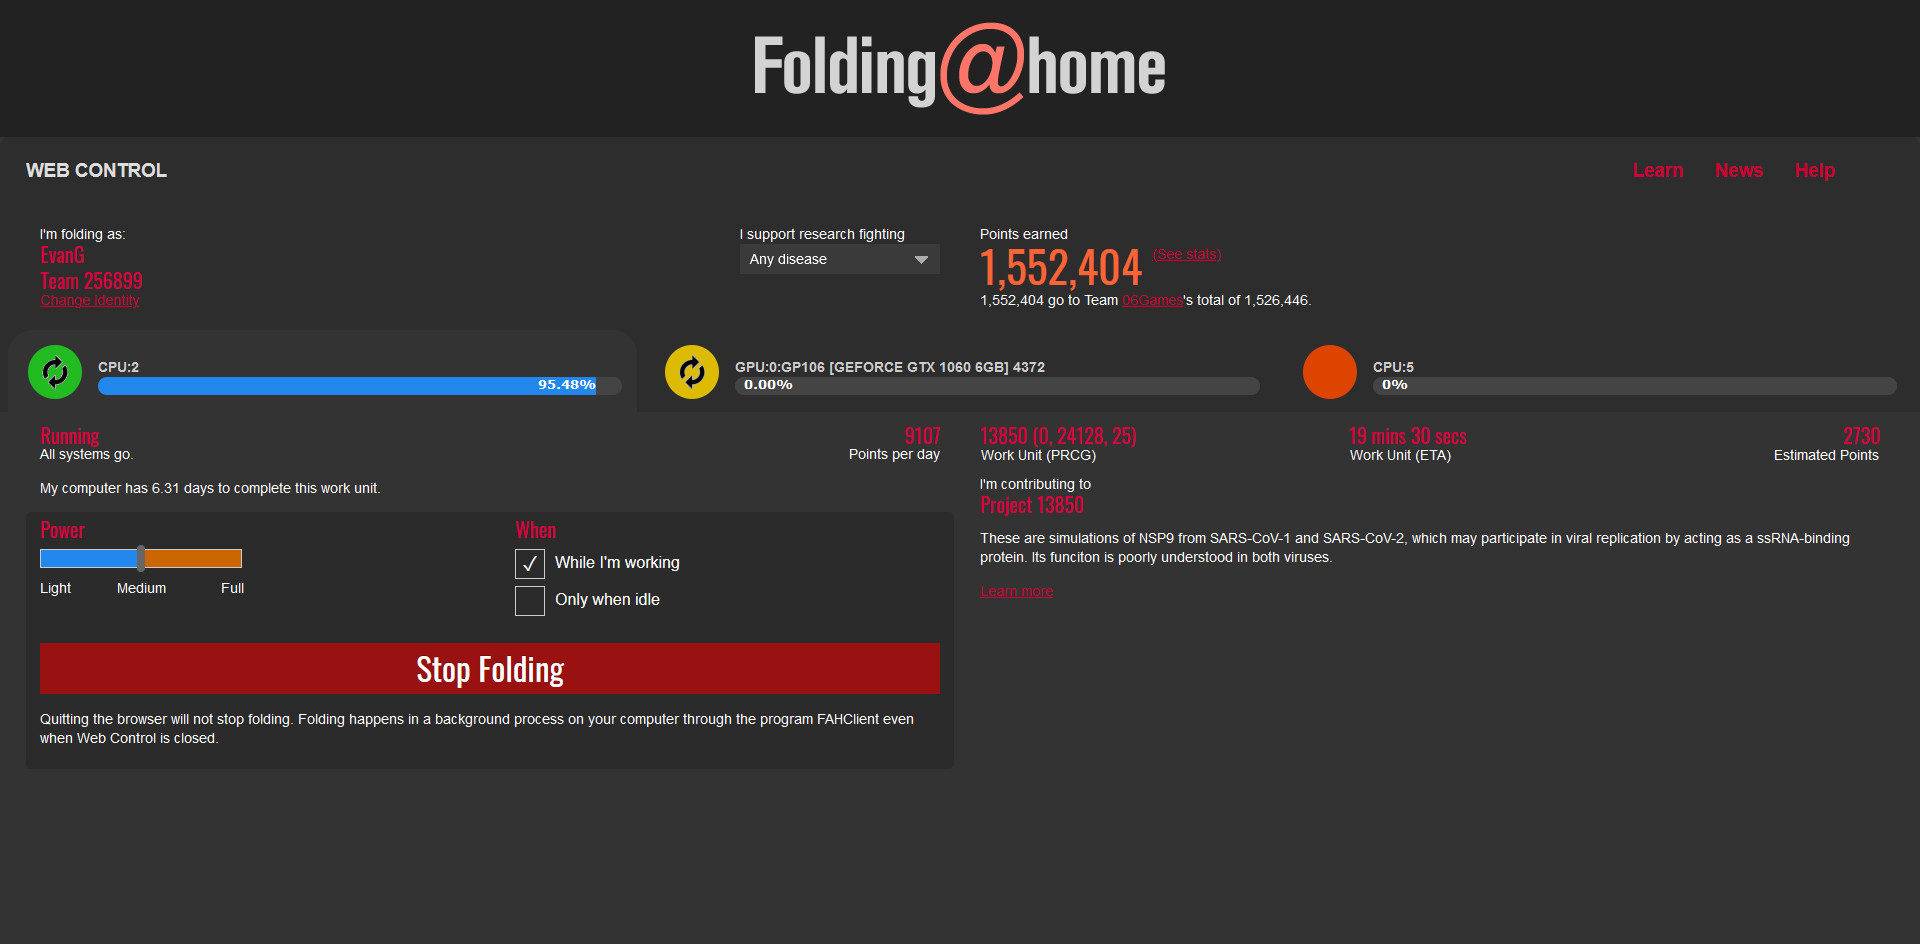 Folding@home
WEB CONTROL
Learn News Help
I'm folding as:
EvanG
Team 256899
Change Identity
I support research fighting
Any disease
Points earned
1,552,404 (See stats)
1,552,404 go to Team 06Games's total of 1,526,446.
CPU:2
95.48%
GPU:0:GP106 [GEFORCE GTX 1060 6GB] 4372
0.00%
CPU:5
0%
Running
All systems go.
9107
Points per day
My computer has 6.31 days to complete this work unit.
Power
Light Medium Full
When
While I'm working
Only when idle
Stop Folding
Quitting the browser will not stop folding. Folding happens in a background process on your computer through the program FAHClient even
when Web Control is closed.
13850 (0, 24128, 25)
Work Unit (PRCG)
19 mins 30 secs
Work Unit (ETA)
2730
Estimated Points
I'm contributing to
Project 13850
These are simulations of NSP9 from SARS-CoV-1 and SARS-CoV-2, which may participate in viral replication by acting as a ssRNA-binding
protein. Its funciton is poorly understood in both viruses.
Learn more